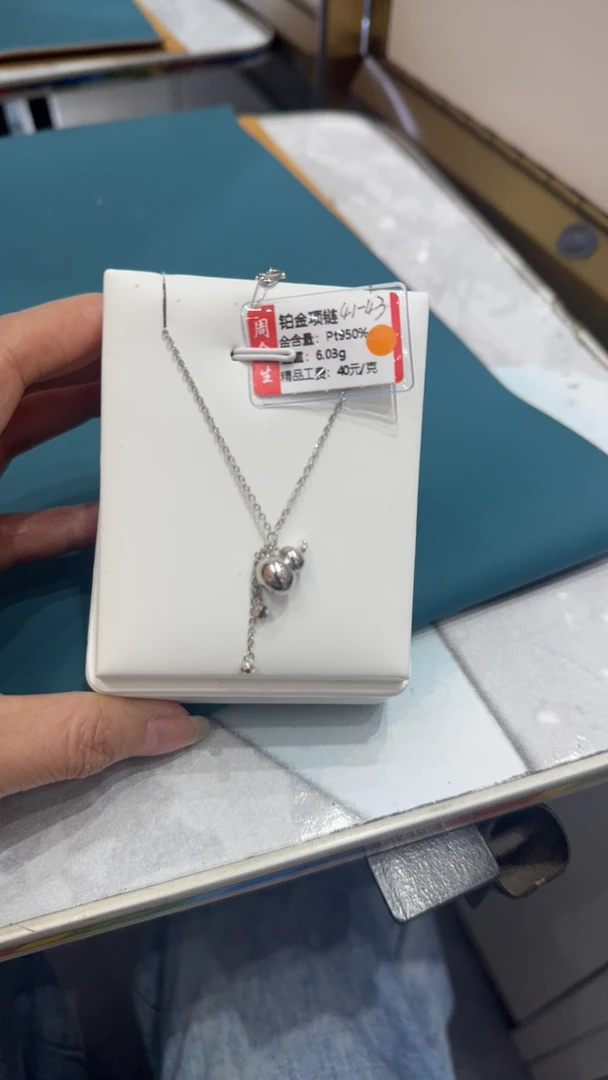 周
生
铂金项链 41-43
金含量：Pt950%
量：6.03g
精品工费：40元/克